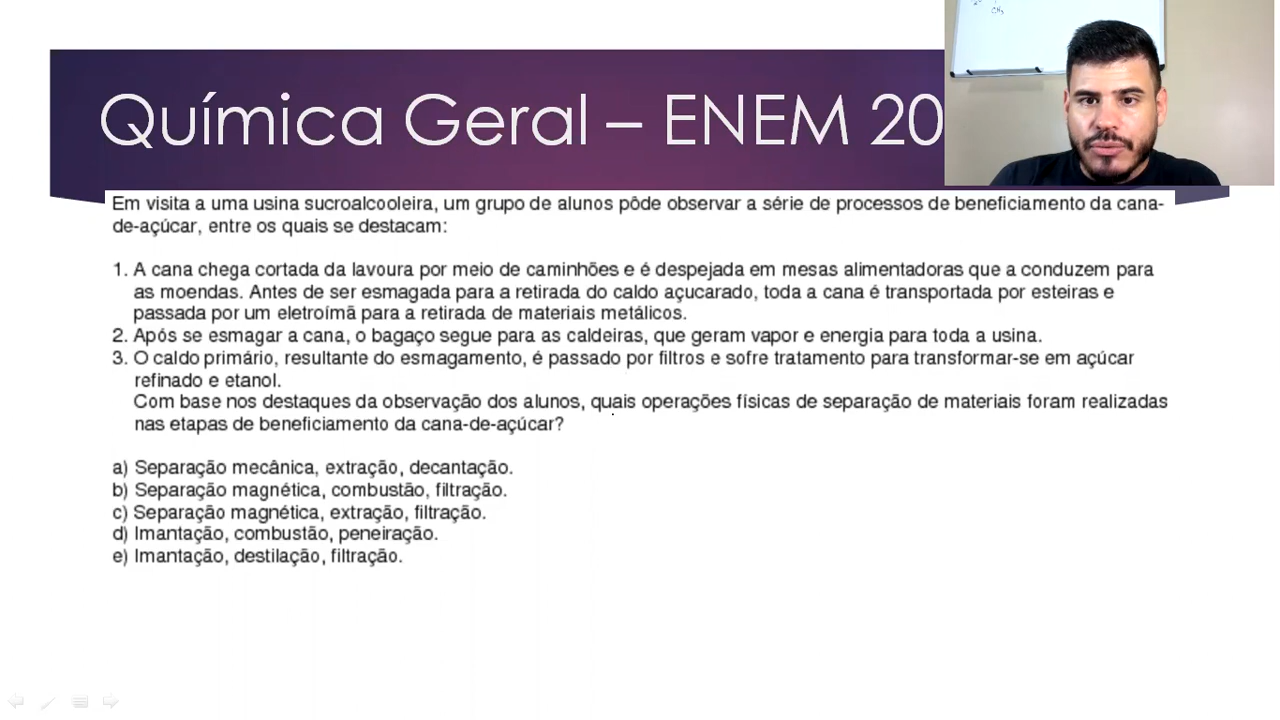 Química Geral – ENEM 20
Em visita a uma usina sucroalcooleira, um grupo de alunos pôde observar a série de processos de beneficiamento da cana-
de-açúcar, entre os quais se destacam:
1. A cana chega cortada da lavoura por meio de caminhões e é despejada em mesas alimentadoras que a conduzem para
as moendas. Antes de ser esmagada para a retirada do caldo açucarado, toda a cana é transportada por esteiras e
passada por um eletroímã para a retirada de materiais metálicos.
2. Após se esmagar a cana, o bagaço segue para as caldeiras, que geram vapor e energia para toda a usina.
3. O caldo primário, resultante do esmagamento, é passado por filtros e sofre tratamento para transformar-se em açúcar
refinado e etanol.
Com base nos destaques da observação dos alunos, quais operações físicas de separação de materiais foram realizadas
nas etapas de beneficiamento da cana-de-açúcar?
a) Separação mecânica, extração, decantação.
b) Separação magnética, combustão, filtração.
c) Separação magnética, extração, filtração.
d) Imantação, combustão, peneiração.
e) Imantação, destilação, filtração.